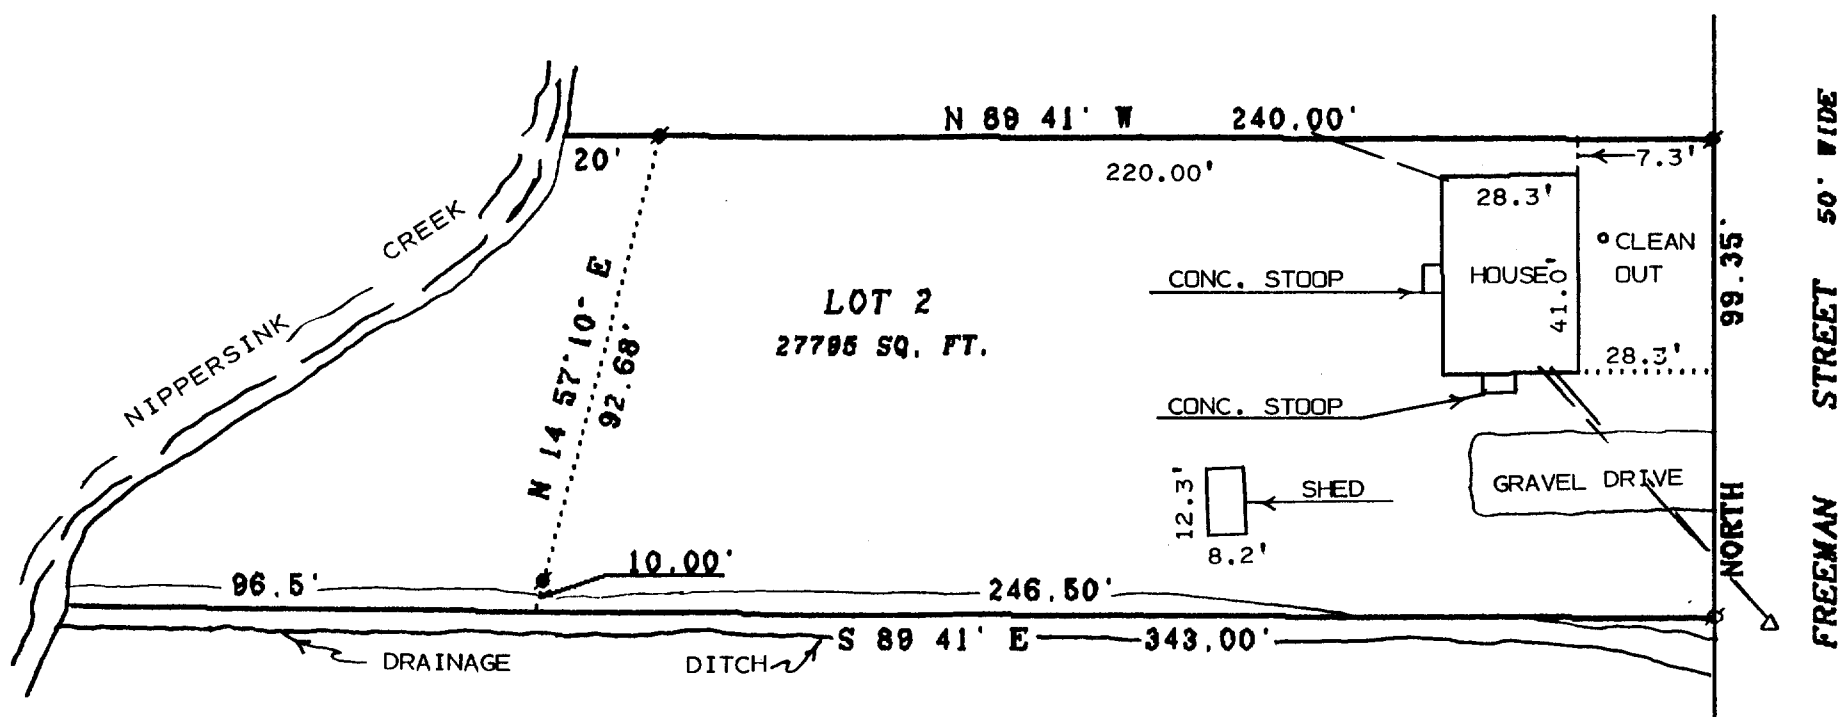 N 89 41' W 240.00'
20'
220.00'
7.3'
28.3'
CLEAN
OUT
HOUSE
41.0'
28.3'
99.35'
FREEMAN STREET 50' WIDE
CREEK
NIPPERSINK
N 14 57'10" E
92.68'
LOT 2
27795 SQ. FT.
CONC. STOOP
CONC. STOOP
GRAVEL DRIVE
12.3'
SHED
8.2'
NORTH
10.00'
96.5'
246.50'
S 89 41' E 343.00'
DRAINAGE
DITCH